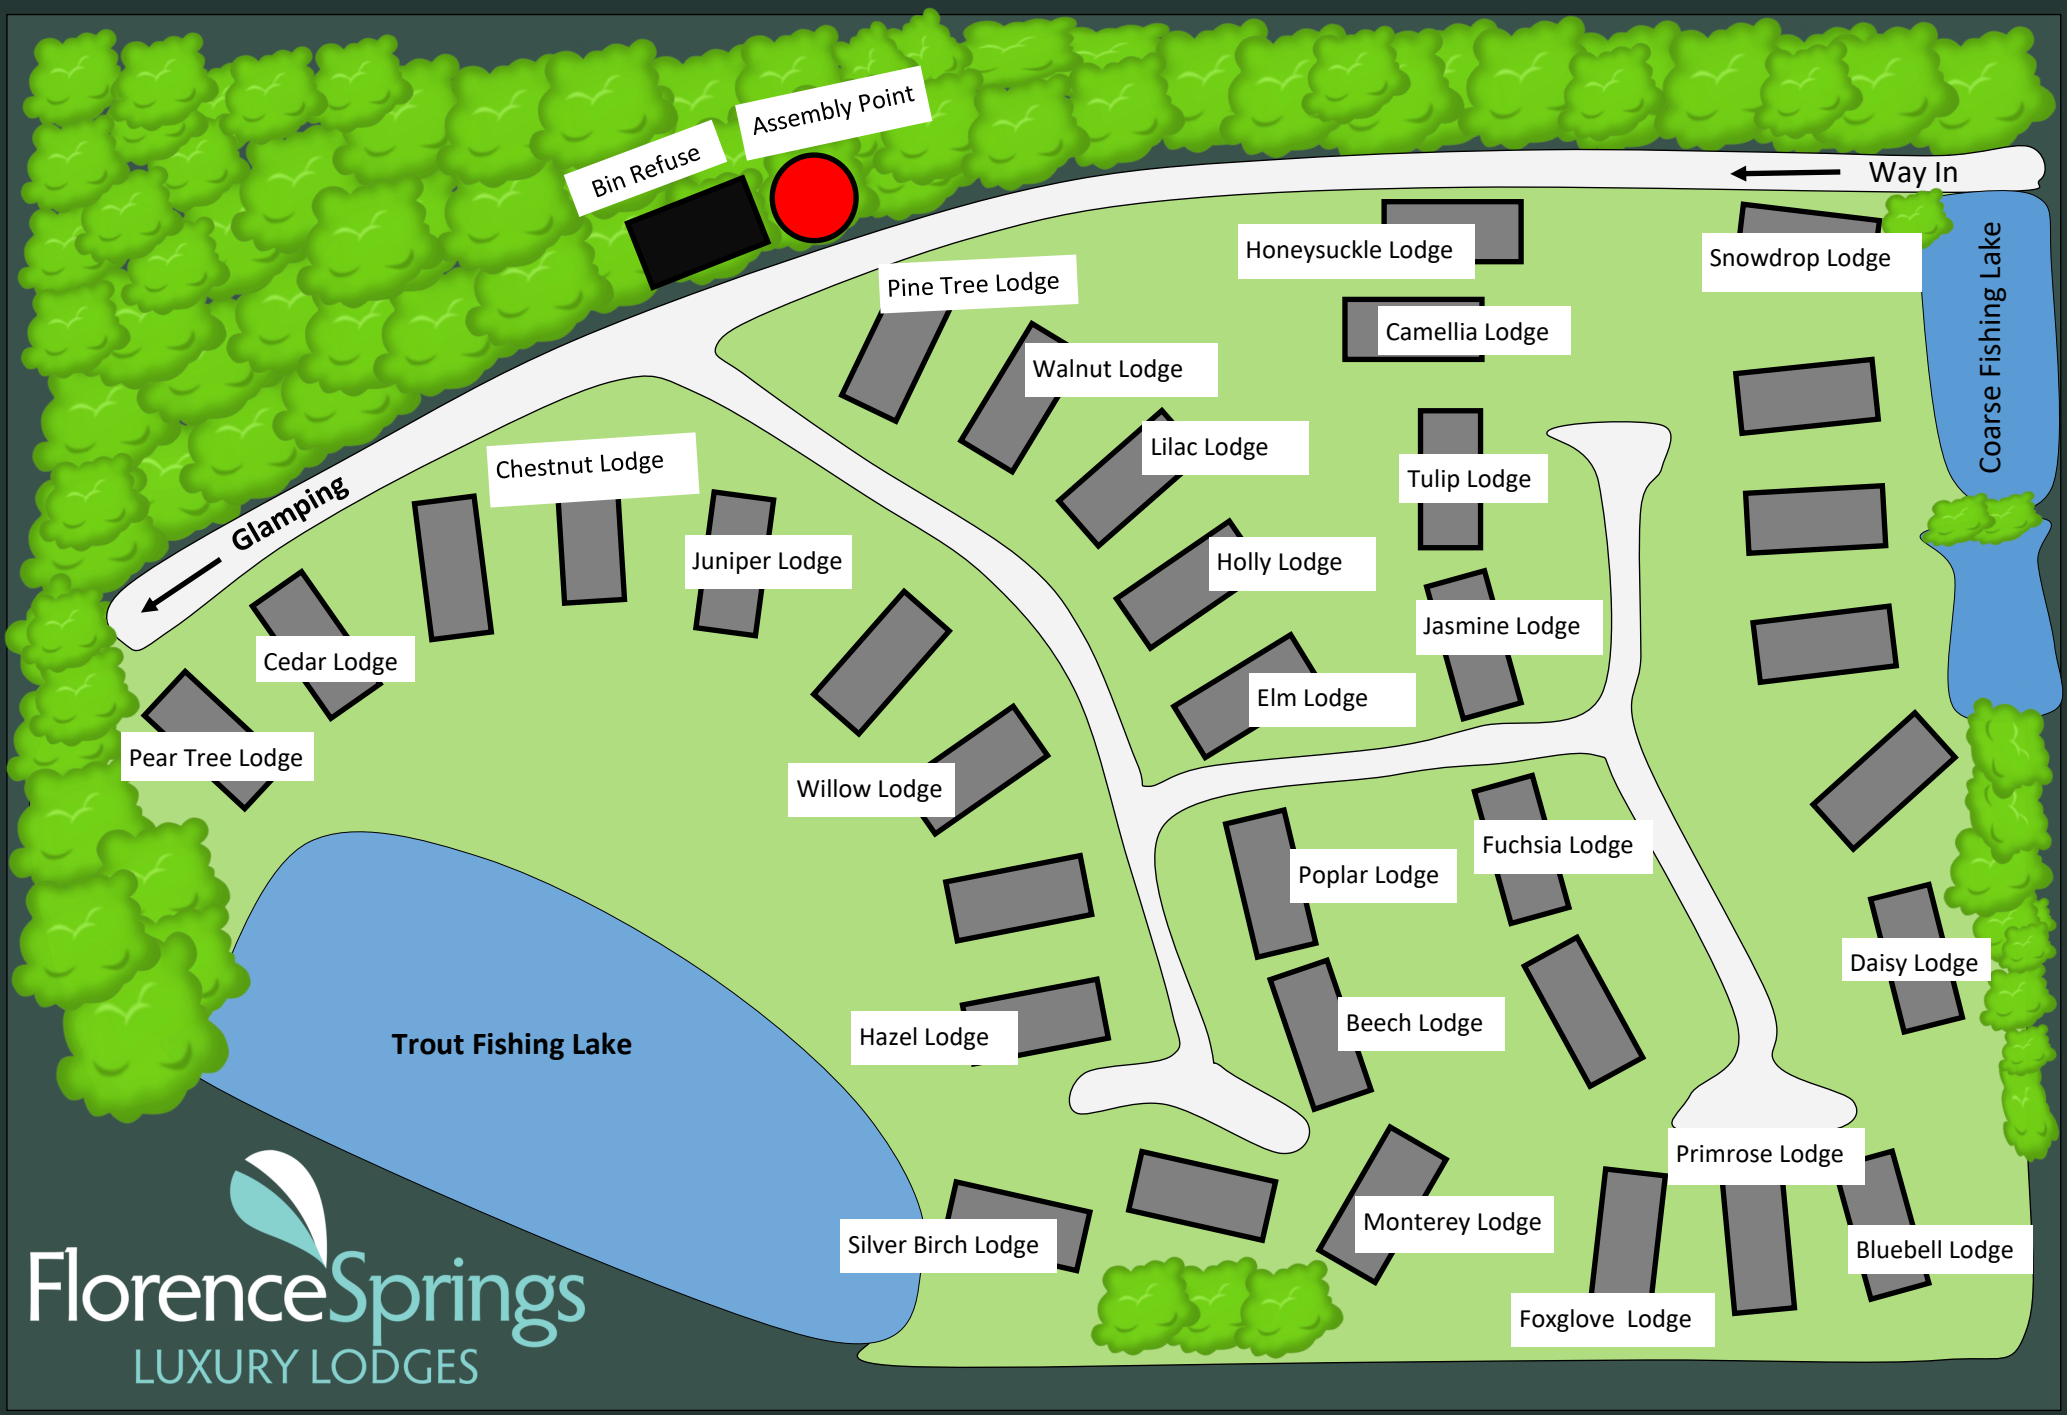 Assembly Point
Bin Refuse
Way In
Honeysuckle Lodge
Snowdrop Lodge
Coarse Fishing Lake
Pine Tree Lodge
Camellia Lodge
Walnut Lodge
Lilac Lodge
Chestnut Lodge
Tulip Lodge
Glamping
Juniper Lodge
Holly Lodge
Jasmine Lodge
Cedar Lodge
Elm Lodge
Pear Tree Lodge
Willow Lodge
Fuchsia Lodge
Poplar Lodge
Daisy Lodge
Beech Lodge
Hazel Lodge
Trout Fishing Lake
Primrose Lodge
Monterey Lodge
Silver Birch Lodge
Bluebell Lodge
Foxglove  Lodge
FlorenceSprings
LUXURY LODGES